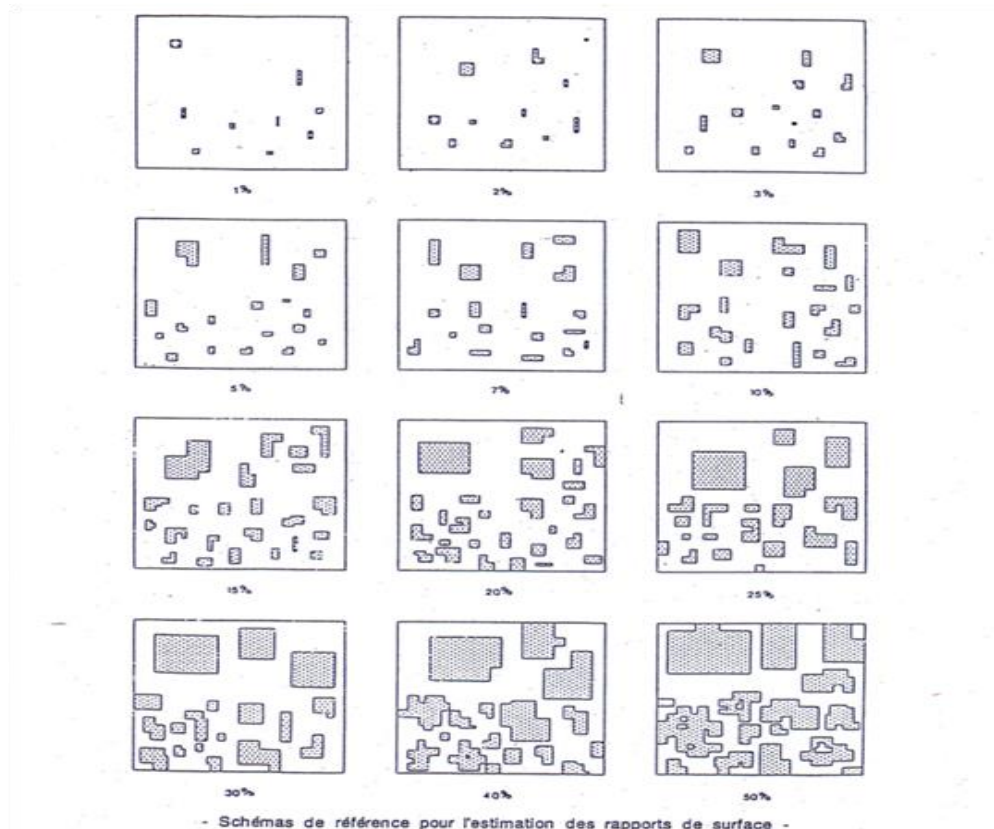 1% 2% 3%
5% 7% 10%
15% 20% 25%
30% 40% 50%
- Schémas de référence pour l'estimation des rapports de surface -